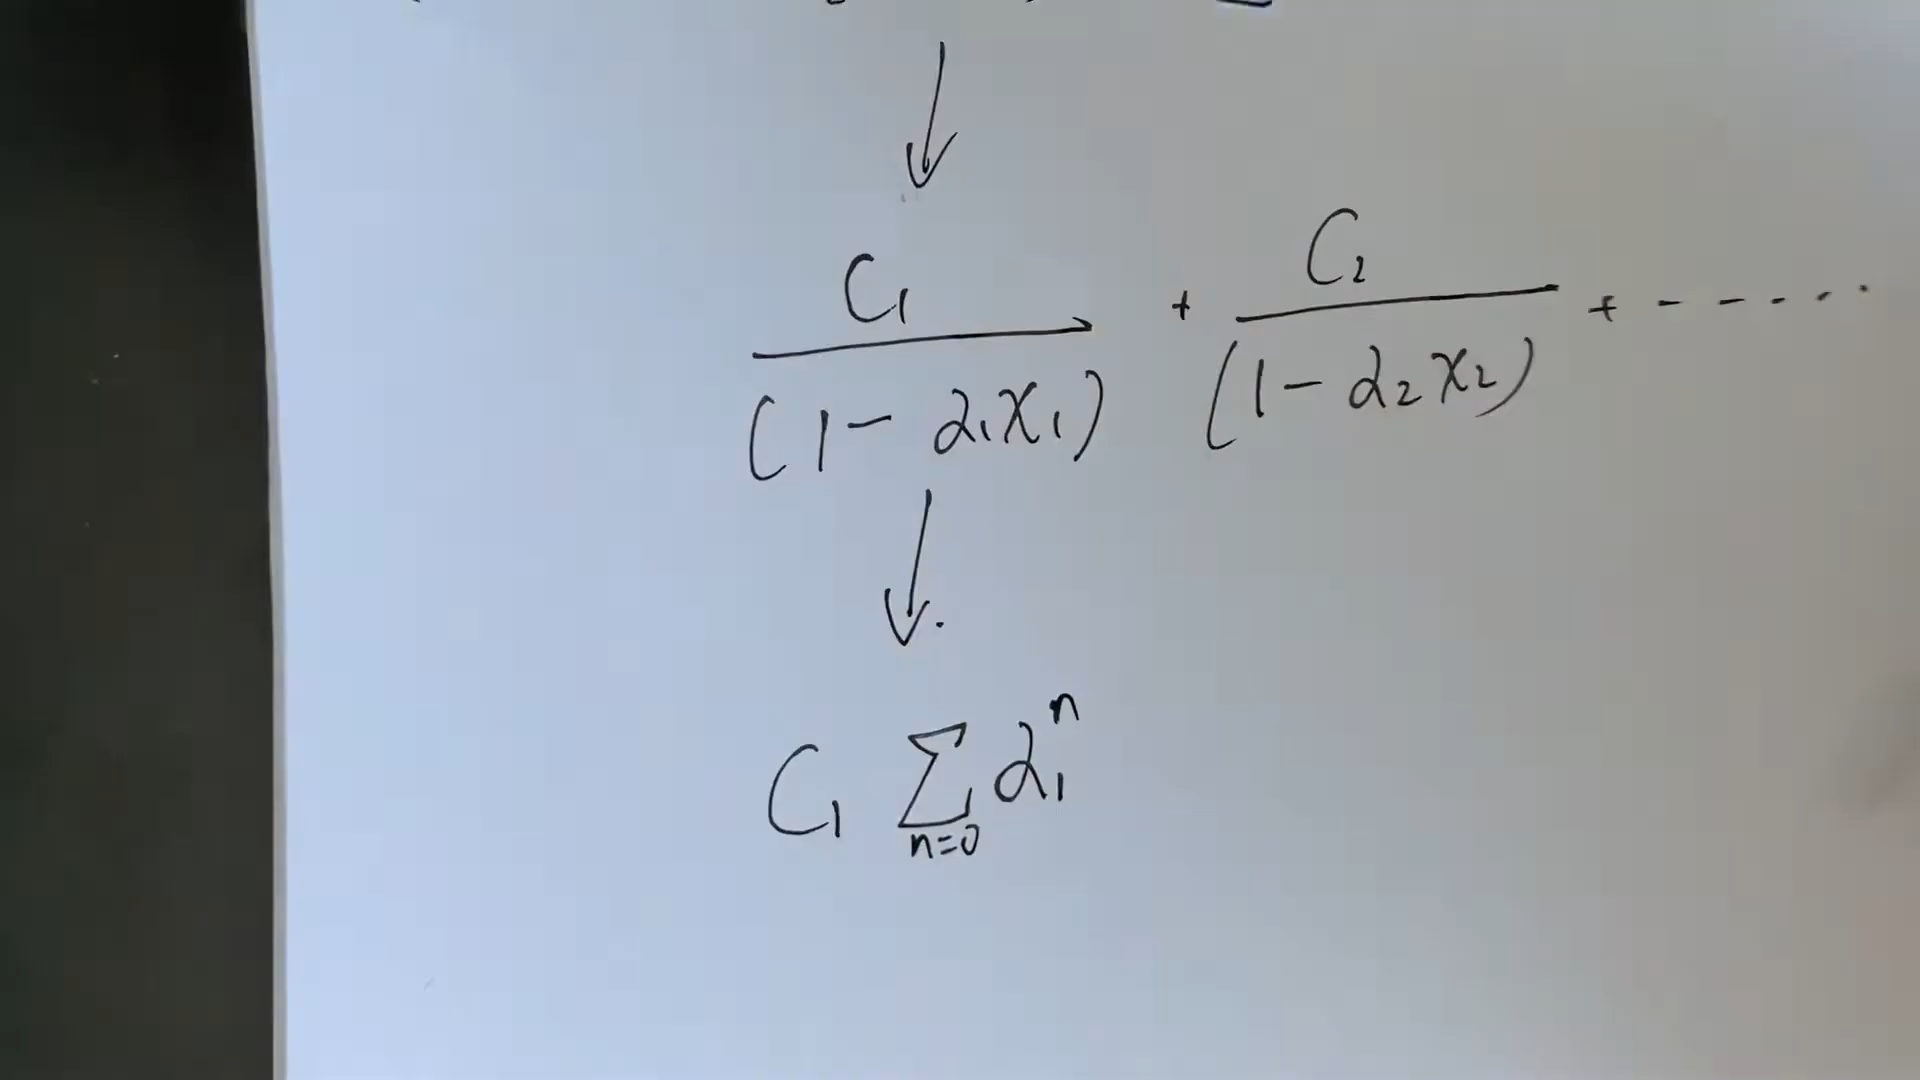 ↓
C₁/(1 - α₁x₁) + C₂/(1 - α₂x₂) + - - - - · · ·
↓
C₁ ∑ₙ₌₀ α₁ⁿ